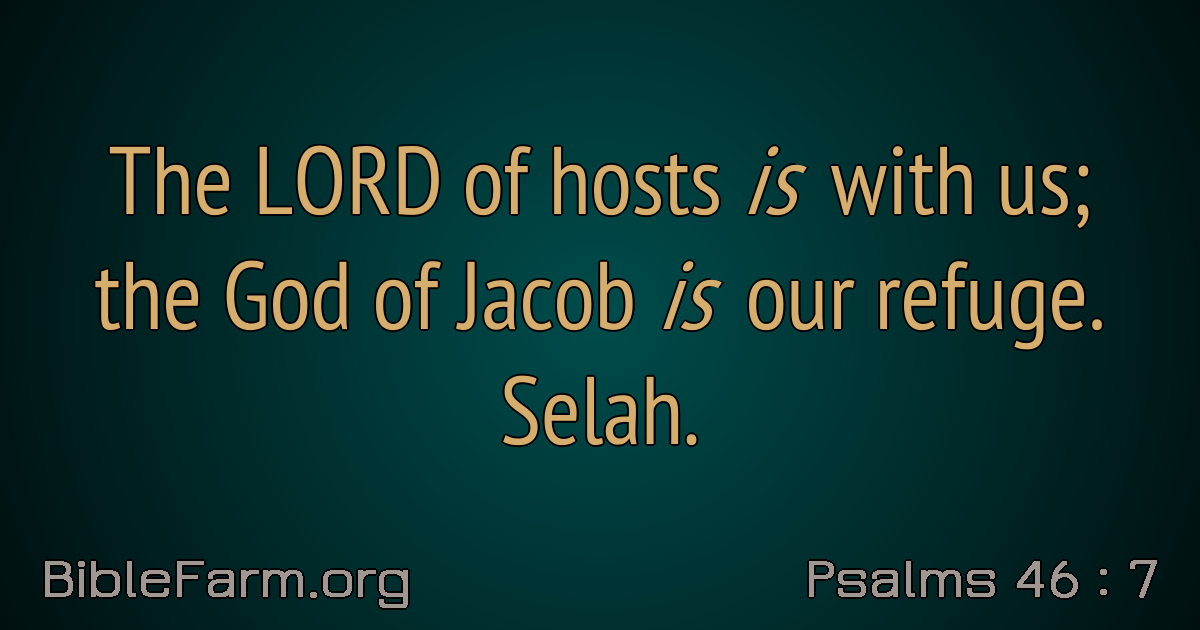 The LORD of hosts is with us;
the God of Jacob is our refuge.
Selah.
BibleFarm.org
Psalms 46 : 7